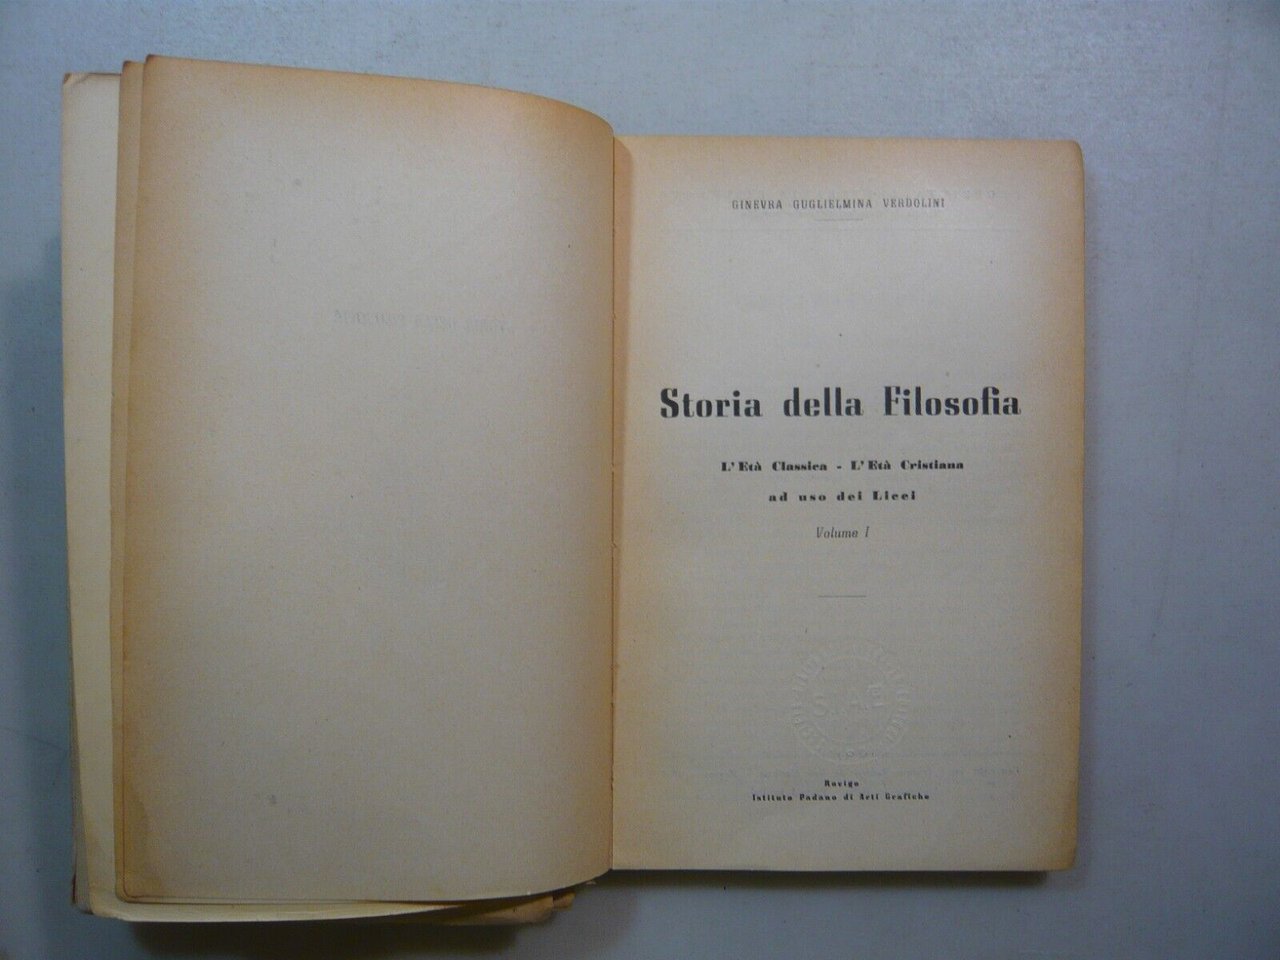 GINEVRA GUGLIELMINA VERDOLINI
Storia della Filosofia
L'Età Classica - L'Età Cristiana
ad uso dei Licei
Volume I
Rovigo
Istituto Padano di Arti Grafiche